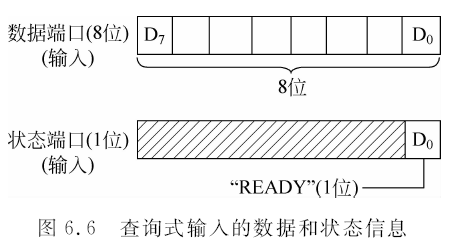 数据端口(8位) D7 D0
(输入)
8位
状态端口(1位) D0
(输入)
“READY”(1位)
图 6.6 查询式输入的数据和状态信息